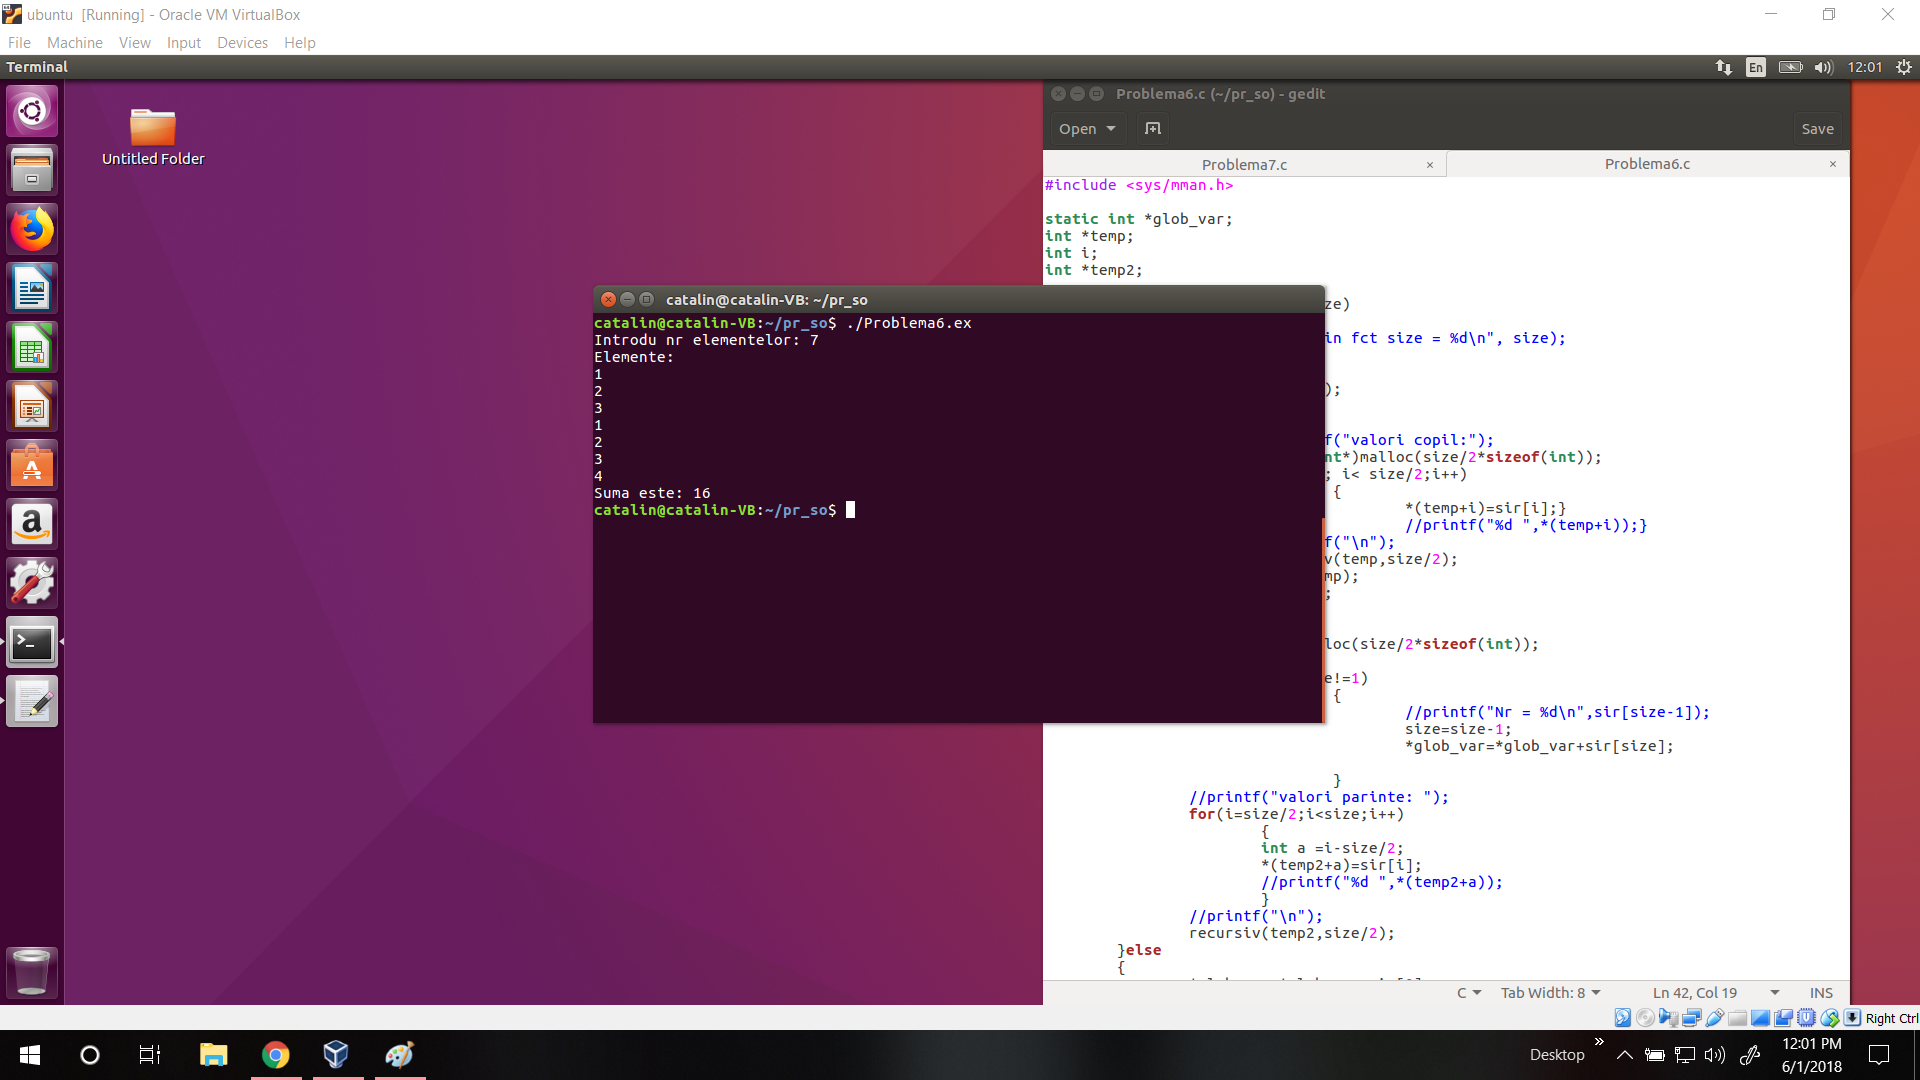 ubuntu [Running] - Oracle VM VirtualBox
File Machine View Input Devices Help
Terminal
En
12:01
Untitled Folder
Problema6.c (~/pr_so) - gedit
Open
Save
Problema7.c
Problema6.c
#include <sys/mman.h>
static int *glob_var;
int *temp;
int i;
int *temp2;
ze)
in fct size = %d\n", size);
);
f("valori copil:");
nt*)malloc(size/2*sizeof(int));
; i< size/2;i++)
{
*(temp+i)=sir[i];}
//printf("%d ",*(temp+i));}
f("\n");
v(temp,size/2);
mp);
;
loc(size/2*sizeof(int));
e!=1)
{
//printf("Nr = %d\n",sir[size-1]);
size=size-1;
*glob_var=*glob_var+sir[size];
}
//printf("valori parinte: ");
for(i=size/2;i<size;i++)
{
int a =i-size/2;
*(temp2+a)=sir[i];
//printf("%d ",*(temp2+a));
}
//printf("\n");
recursiv(temp2,size/2);
}else
{
C
Tab Width: 8
Ln 42, Col 19
INS
catalin@catalin-VB: ~/pr_so
catalin@catalin-VB:~/pr_so$ ./Problema6.ex
Introdu nr elementelor: 7
Elemente:
1
2
3
1
2
3
4
Suma este: 16
catalin@catalin-VB:~/pr_so$
Right Ctrl
Desktop
12:01 PM
6/1/2018